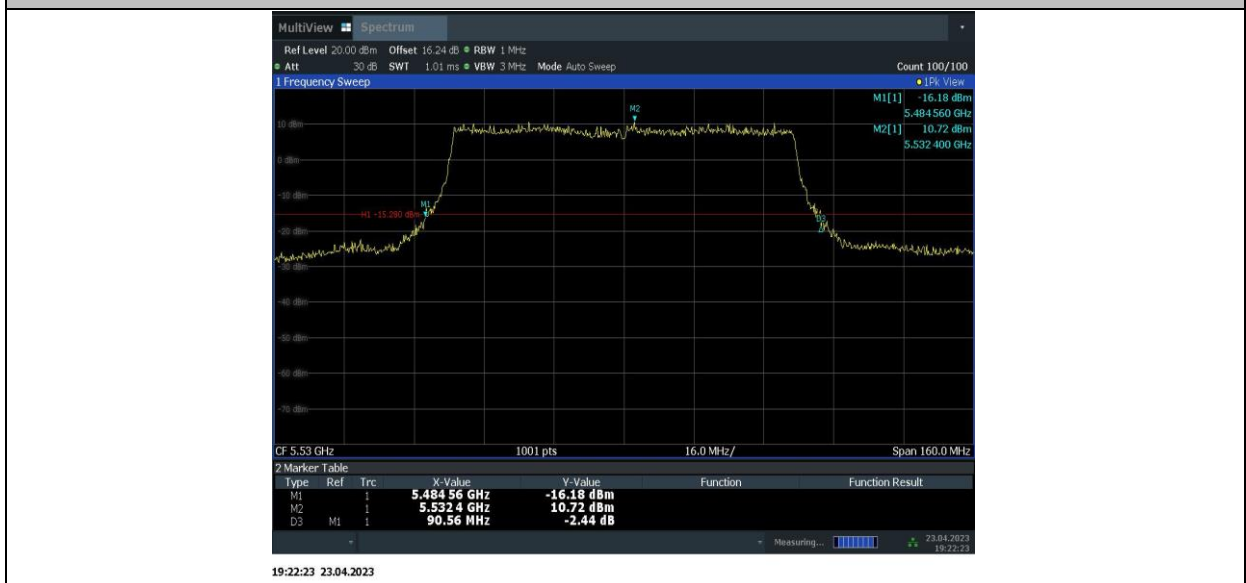 MultiView Spectrum
Ref Level 20.00 dBm Offset 16.24 dB RBW 1 MHz
Att 30 dB SWT 1.01 ms VBW 3 MHz Mode Auto Sweep Count 100/100
1 Frequency Sweep 1Pk View
M1[1] -16.18 dBm
5.484 560 GHz
M2[1] 10.72 dBm
5.532 400 GHz
M2
10 dBm
0 dBm
-10 dBm
M1
H1 -15.280 dBm
D3
-20 dBm
-30 dBm
-40 dBm
-50 dBm
-60 dBm
-70 dBm
CF 5.53 GHz 1001 pts 16.0 MHz/ Span 160.0 MHz
2 Marker Table
Type Ref Trc X-Value Y-Value Function Function Result
M1 1 5.484 56 GHz -16.18 dBm
M2 1 5.532 4 GHz 10.72 dBm
D3 M1 1 90.56 MHz -2.44 dB
Measuring... 23.04.2023
19:22:23
19:22:23 23.04.2023